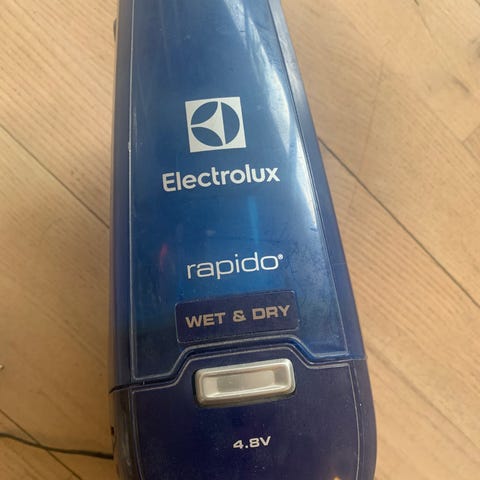 Electrolux
rapido®
WET & DRY
4.8V